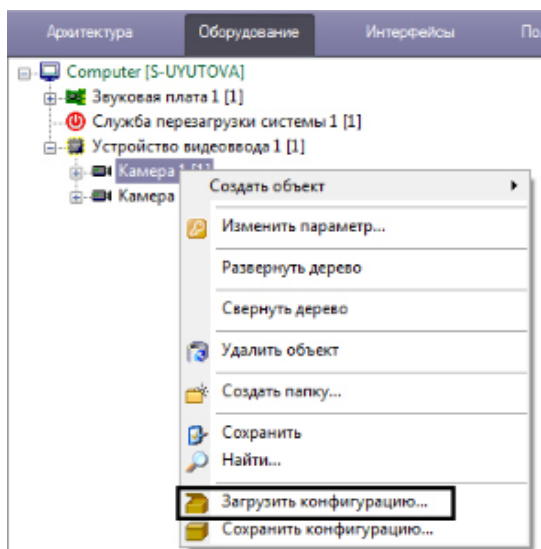 Архитектура Оборудование Интерфейсы
Computer [S-UYUTOVA]
Звуковая плата 1 [1]
Служба перезагрузки системы 1 [1]
Устройство видеоввода 1 [1]
Камера 1 [1]
Камера
Создать объект
Изменить параметр...
Развернуть дерево
Свернуть дерево
Удалить объект
Создать папку...
Сохранить
Найти...
Загрузить конфигурацию...
Сохранить конфигурацию...